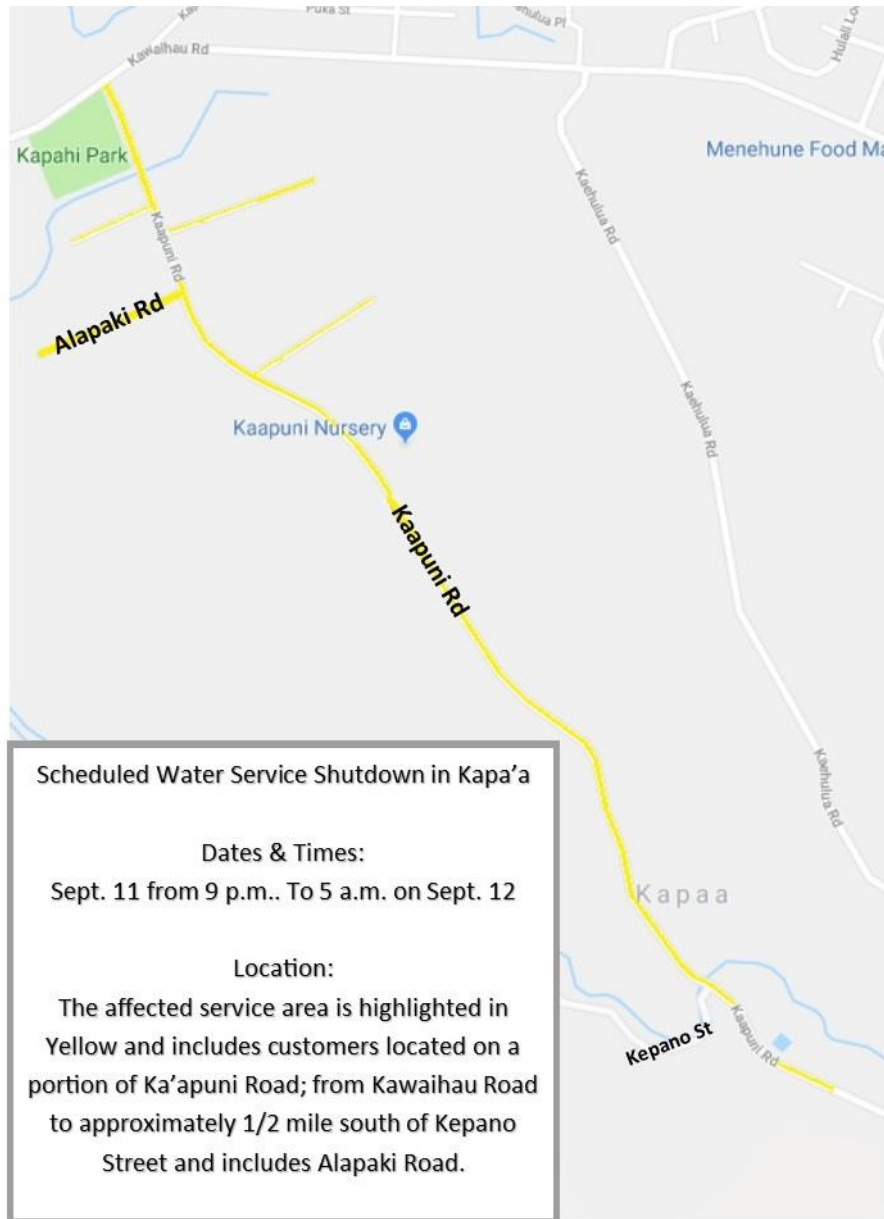 Puka St
Kawaihau Rd
Hulali Loo
Kapahi Park
Menehune Food Ma
Kaehulua Rd
Kaapuni Rd
Alapaki Rd
Kaehulua Rd
Kaapuni Nursery
Kaapuni Rd
Kaehulua Rd
Kapaa
Kepano St
Kaapuni Rd
Scheduled Water Service Shutdown in Kapa’a
Dates & Times:
Sept. 11 from 9 p.m.. To 5 a.m. on Sept. 12
Location:
The affected service area is highlighted in
Yellow and includes customers located on a
portion of Ka’apuni Road; from Kawaihau Road
to approximately 1/2 mile south of Kepano
Street and includes Alapaki Road.